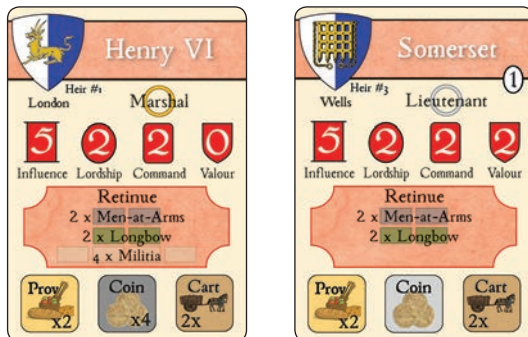 Henry VI
Heir #1
London
Marshal
5 2 2 0
Influence Lordship Command Valour
Retinue
2 x Men-at-Arms
2 x Longbow
4 x Militia
Prov Coin Cart
x2 x4 2x
Somerset
1
Heir #3
Wells
Lieutenant
5 2 2 2
Influence Lordship Command Valour
Retinue
2 x Men-at-Arms
2 x Longbow
Prov Coin Cart
x2 2x